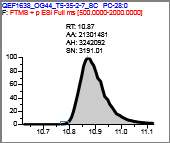 QEF1638_OG44_T5-35-2-7_SC PC-28:0
F: FTMS + p ESI Full ms [500.0000-2000.0000]
RT: 10.87
AA: 21301481
AH: 3242092
SN: 3191.01
100
80
60
40
20
0
10.7 10.8 10.9 11.0 11.1